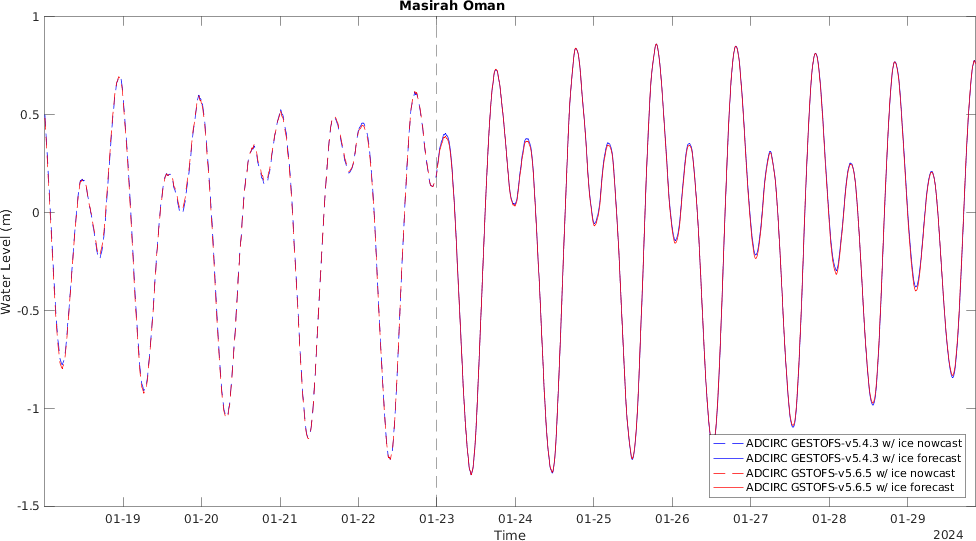 Masirah Oman
1
0.5
0
-0.5
-1
-1.5
Water Level (m)
ADCIRC GESTOFS-v5.4.3 w/ ice nowcast
ADCIRC GESTOFS-v5.4.3 w/ ice forecast
ADCIRC GSTOFS-v5.6.5 w/ ice nowcast
ADCIRC GSTOFS-v5.6.5 w/ ice forecast
01-19 01-20 01-21 01-22 01-23 01-24 01-25 01-26 01-27 01-28 01-29
Time
2024